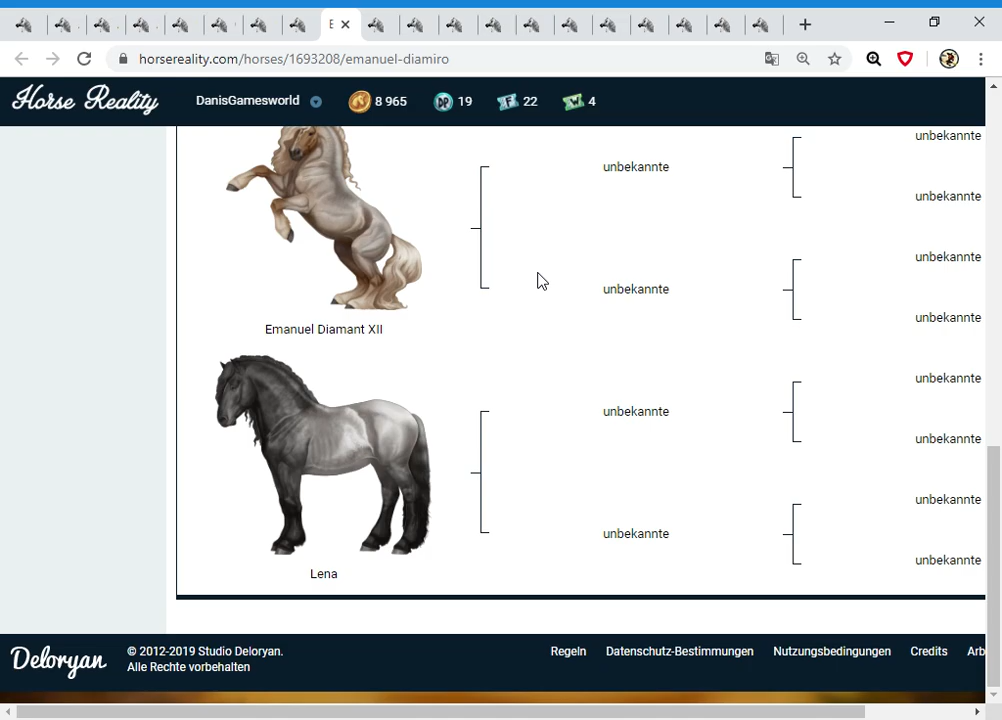 E
horsereality.com/horses/1693208/emanuel-diamiro
Horse Reality
DanisGamesworld
8 965
DP 19
F 22
W 4
unbekannte
unbekannte
unbekannte
unbekannte
unbekannte
unbekannte
Emanuel Diamant XII
unbekannte
unbekannte
unbekannte
unbekannte
unbekannte
unbekannte
Lena
Deloryan
© 2012-2019 Studio Deloryan.
Alle Rechte vorbehalten
Regeln
Datenschutz-Bestimmungen
Nutzungsbedingungen
Credits
Arb